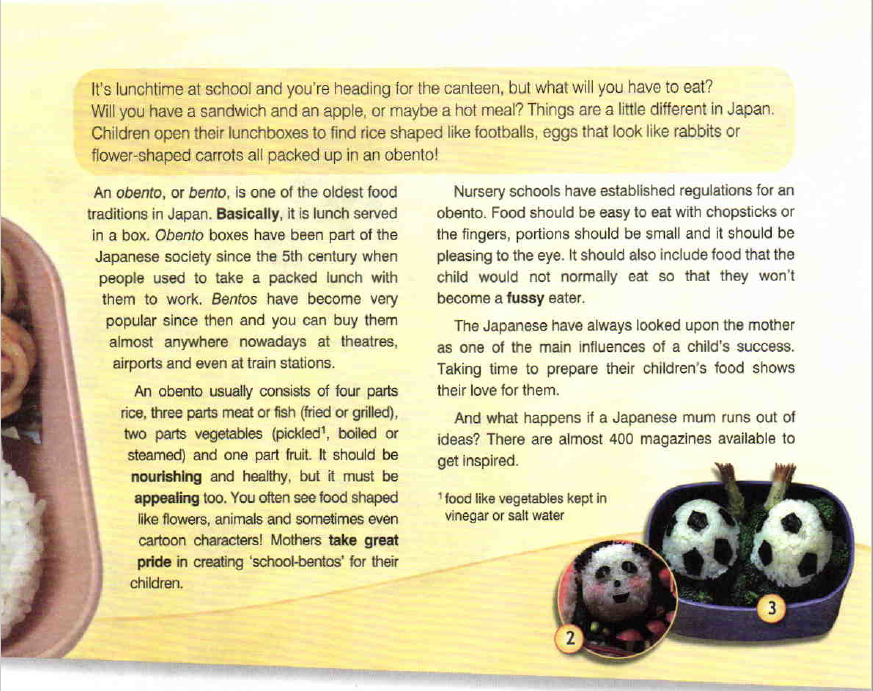 It's lunchtime at school and you're heading for the canteen, but what will you have to eat?
Will you have a sandwich and an apple, or maybe a hot meal? Things are a little different in Japan.
Children open their lunchboxes to find rice shaped like footballs, eggs that look like rabbits or
flower-shaped carrots all packed up in an obento!
An obento, or bento, is one of the oldest food
traditions in Japan. Basically, it is lunch served
in a box. Obento boxes have been part of the
Japanese society since the 5th century when
people used to take a packed lunch with
them to work. Bentos have become very
popular since then and you can buy them
almost anywhere nowadays at theatres,
airports and even at train stations.
An obento usually consists of four parts
rice, three parts meat or fish (fried or grilled),
two parts vegetables (pickled¹, boiled or
steamed) and one part fruit. It should be
nourishing and healthy, but it must be
appealing too. You often see food shaped
like flowers, animals and sometimes even
cartoon characters! Mothers take great
pride in creating 'school-bentos' for their
children.
Nursery schools have established regulations for an
obento. Food should be easy to eat with chopsticks or
the fingers, portions should be small and it should be
pleasing to the eye. It should also include food that the
child would not normally eat so that they won't
become a fussy eater.
The Japanese have always looked upon the mother
as one of the main influences of a child's success.
Taking time to prepare their children's food shows
their love for them.
And what happens if a Japanese mum runs out of
ideas? There are almost 400 magazines available to
get inspired.
¹ food like vegetables kept in
vinegar or salt water
2
3